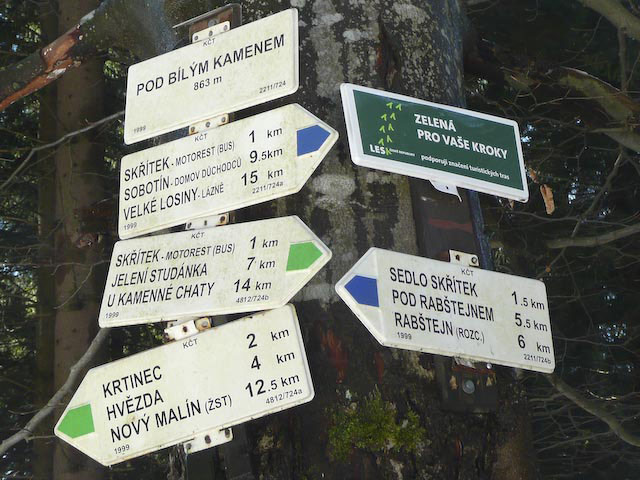 KČT
POD BÍLÝM KAMENEM
863 m
1999 2211/724
KČT
SKŘÍTEK - MOTOREST (BUS) 1 km
SOBOTÍN - DOMOV DŮCHODCŮ 9.5km
VELKE LOSINY - LÁZNĚ 15 km
1999 2211/724a
KČT
SKŘÍTEK - MOTOREST (BUS) 1 km
JELENÍ STUDÁNKA 7 km
U KAMENNÉ CHATY 14 km
1999 4812/724b
KČT
KRTINEC 2 km
HVĚZDA 4 km
NOVÝ MALÍN (ŽST) 12.5 km
1999 4812/724a
ZELENÁ
PRO VAŠE KROKY
LESY
podporují značení turistických tras
KČT
SEDLO SKŘÍTEK 1.5 km
POD RABŠTEJNEM 5.5 km
RABŠTEJN (ROZC.) 6 km
1999 2211/724b